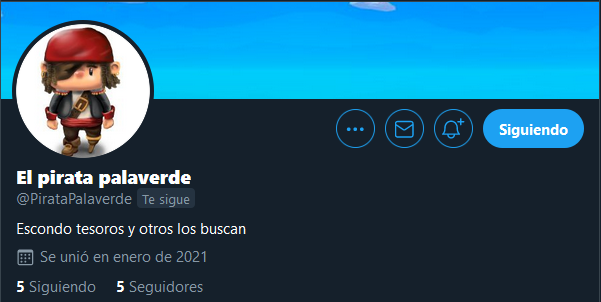 Siguiendo
El pirata palaverde
@PirataPalaverde Te sigue
Escondo tesoros y otros los buscan
Se unió en enero de 2021
5 Siguiendo 5 Seguidores